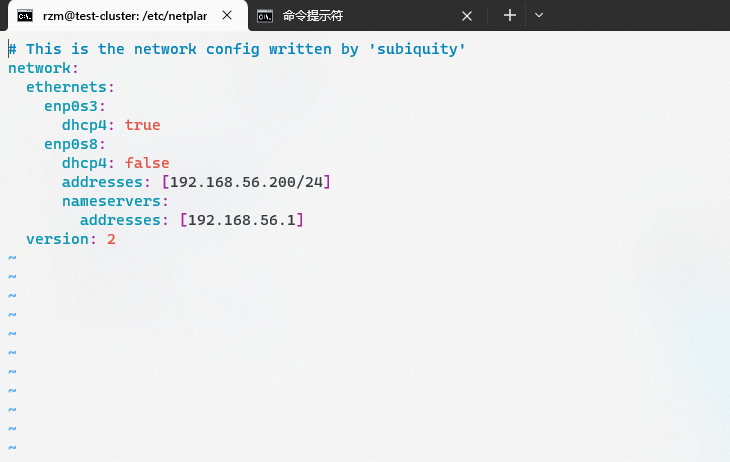 rzm@test-cluster: /etc/netplar
命令提示符
# This is the network config written by 'subiquity'
network:
  ethernets:
    enp0s3:
      dhcp4: true
    enp0s8:
      dhcp4: false
      addresses: [192.168.56.200/24]
      nameservers:
        addresses: [192.168.56.1]
  version: 2
~
~
~
~
~
~
~
~
~
~
~